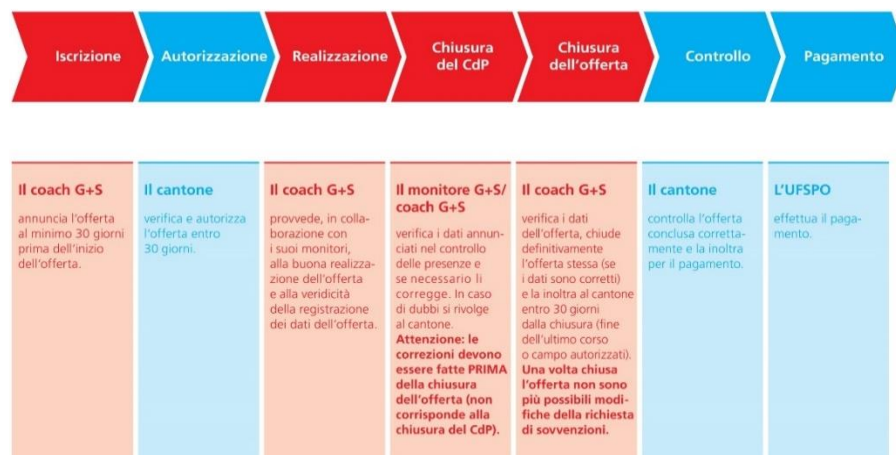 Iscrizione
Autorizzazione
Realizzazione
Chiusura
del CdP
Chiusura
dell'offerta
Controllo
Pagamento
Il coach G+S
annuncia l'offerta
al minimo 30 giorni
prima dell'inizio
dell'offerta.
Il cantone
verifica e autorizza
l'offerta entro
30 giorni.
Il coach G+S
provvede, in colla-
borazione con
i suoi monitori,
alla buona realizza-
zione dell'offerta
e alla veridicità
della registrazione
dei dati dell'offerta.
Il monitore G+S/
coach G+S
verifica i dati annun-
ciati nel controllo
delle presenze e
se necessario li
corregge. In caso
di dubbi si rivolge
al cantone.
Attenzione: le
correzioni devono
essere fatte PRIMA
della chiusura
dell'offerta (non
corrisponde alla
chiusura del CdP).
Il coach G+S
verifica i dati
dell'offerta, chiude
definitivamente
l'offerta stessa (se
i dati sono corretti)
e la inoltra al cantone
entro 30 giorni
dalla chiusura (fine
dell'ultimo corso
o campo autorizzati).
Una volta chiusa
l'offerta non sono
più possibili modi-
fiche della richiesta
di sovvenzioni.
Il cantone
controlla l'offerta
conclusa corretta-
mente e la inoltra
per il pagamento.
L'UFSPO
effettua il paga-
mento.